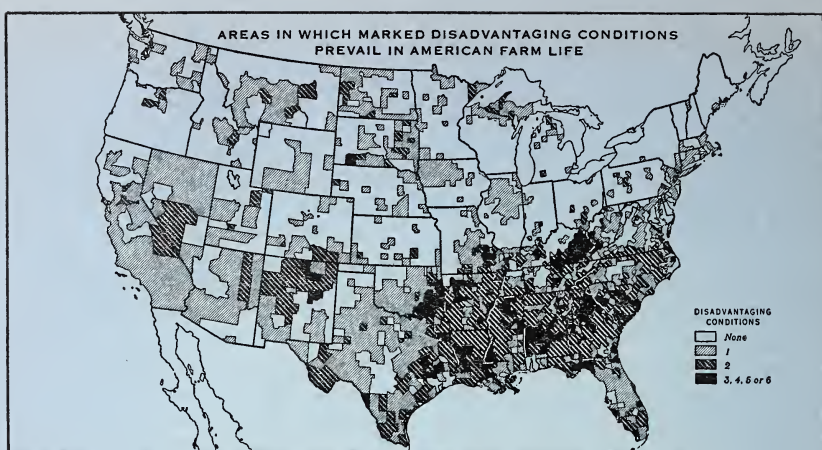 AREAS IN WHICH MARKED DISADVANTAGING CONDITIONS
PREVAIL IN AMERICAN FARM LIFE
DISADVANTAGING
CONDITIONS
None
1
2
3, 4, 5 or 6